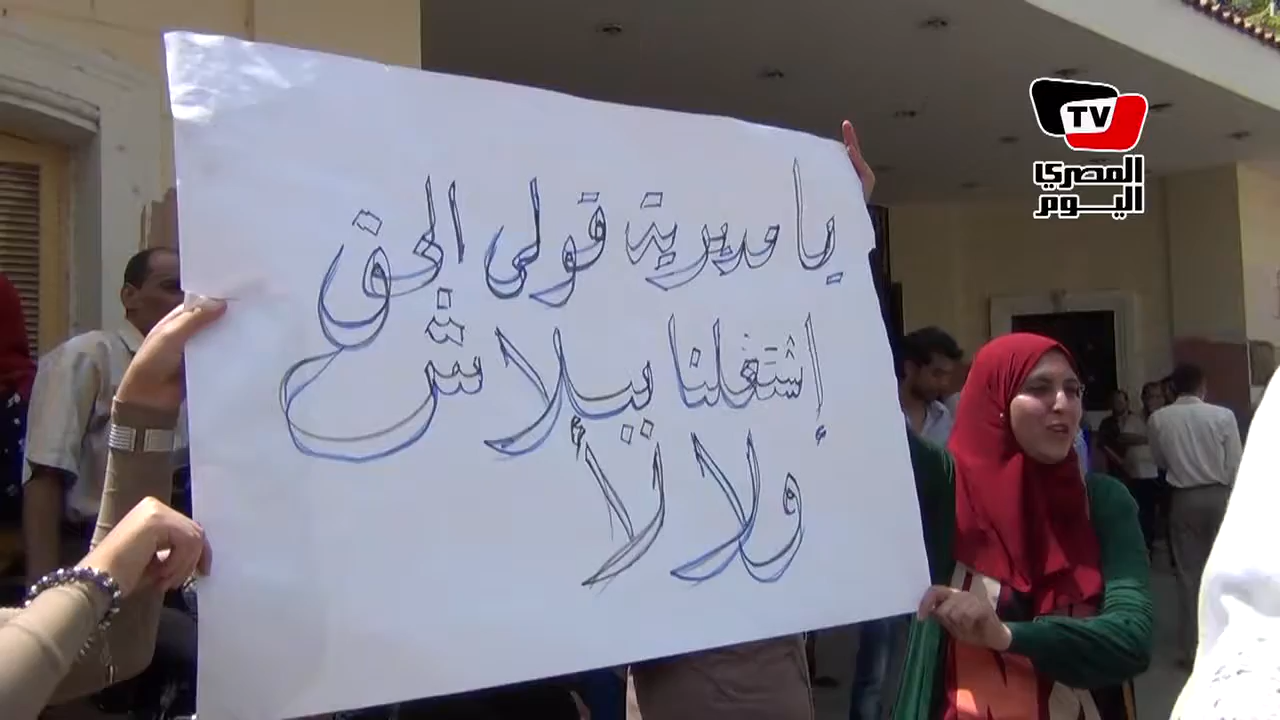 يا مديرية قولى الحق
إشتغلنا ببلاش
ولا لأ
TV
المصري
اليوم